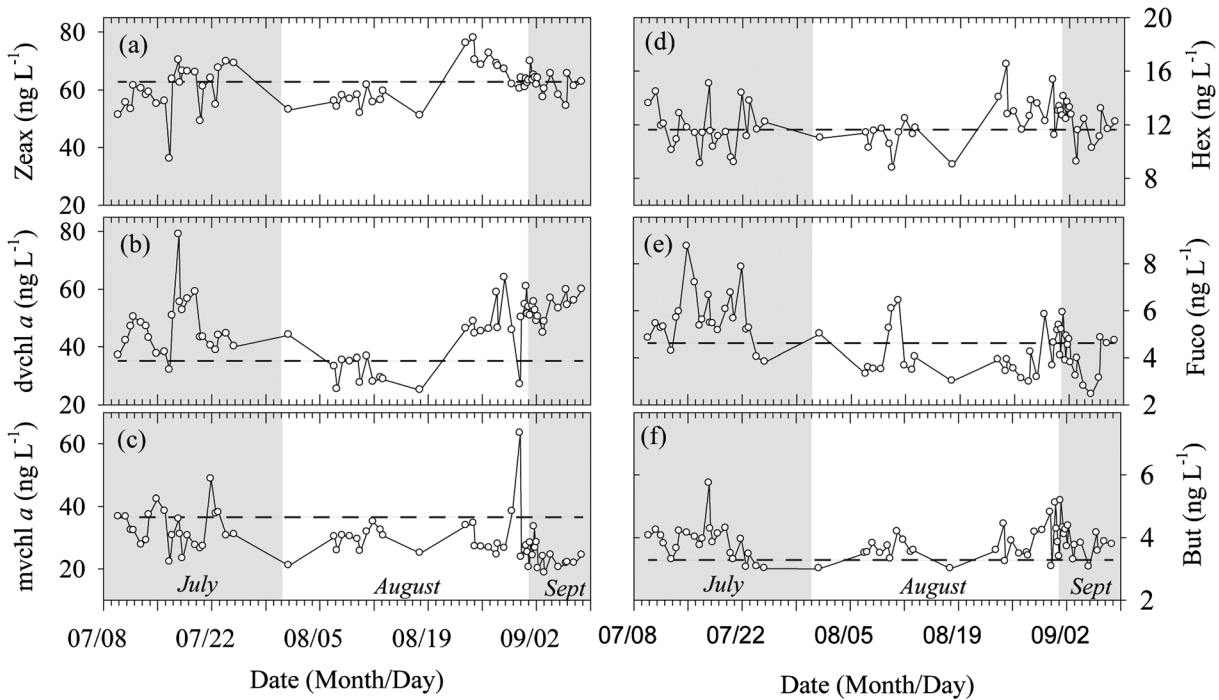 80
60
40
20
Zeax (ng L-1)
(a)
20
16
12
8
Hex (ng L-1)
(d)
80
60
40
20
dvchl a (ng L-1)
(b)
8
6
4
2
Fuco (ng L-1)
(e)
60
40
20
mvchl a (ng L-1)
(c)
July August Sept
6
4
2
But (ng L-1)
(f)
July August Sept
07/08 07/22 08/05 08/19 09/02
07/08 07/22 08/05 08/19 09/02
Date (Month/Day)
Date (Month/Day)